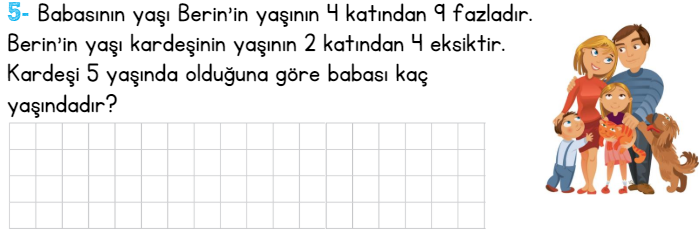 5- Babasının yaşı Berin'in yaşının 4 katından 9 fazladır.
Berin'in yaşı kardeşinin yaşının 2 katından 4 eksiktir.
Kardeşi 5 yaşında olduğuna göre babası kaç
yaşındadır?